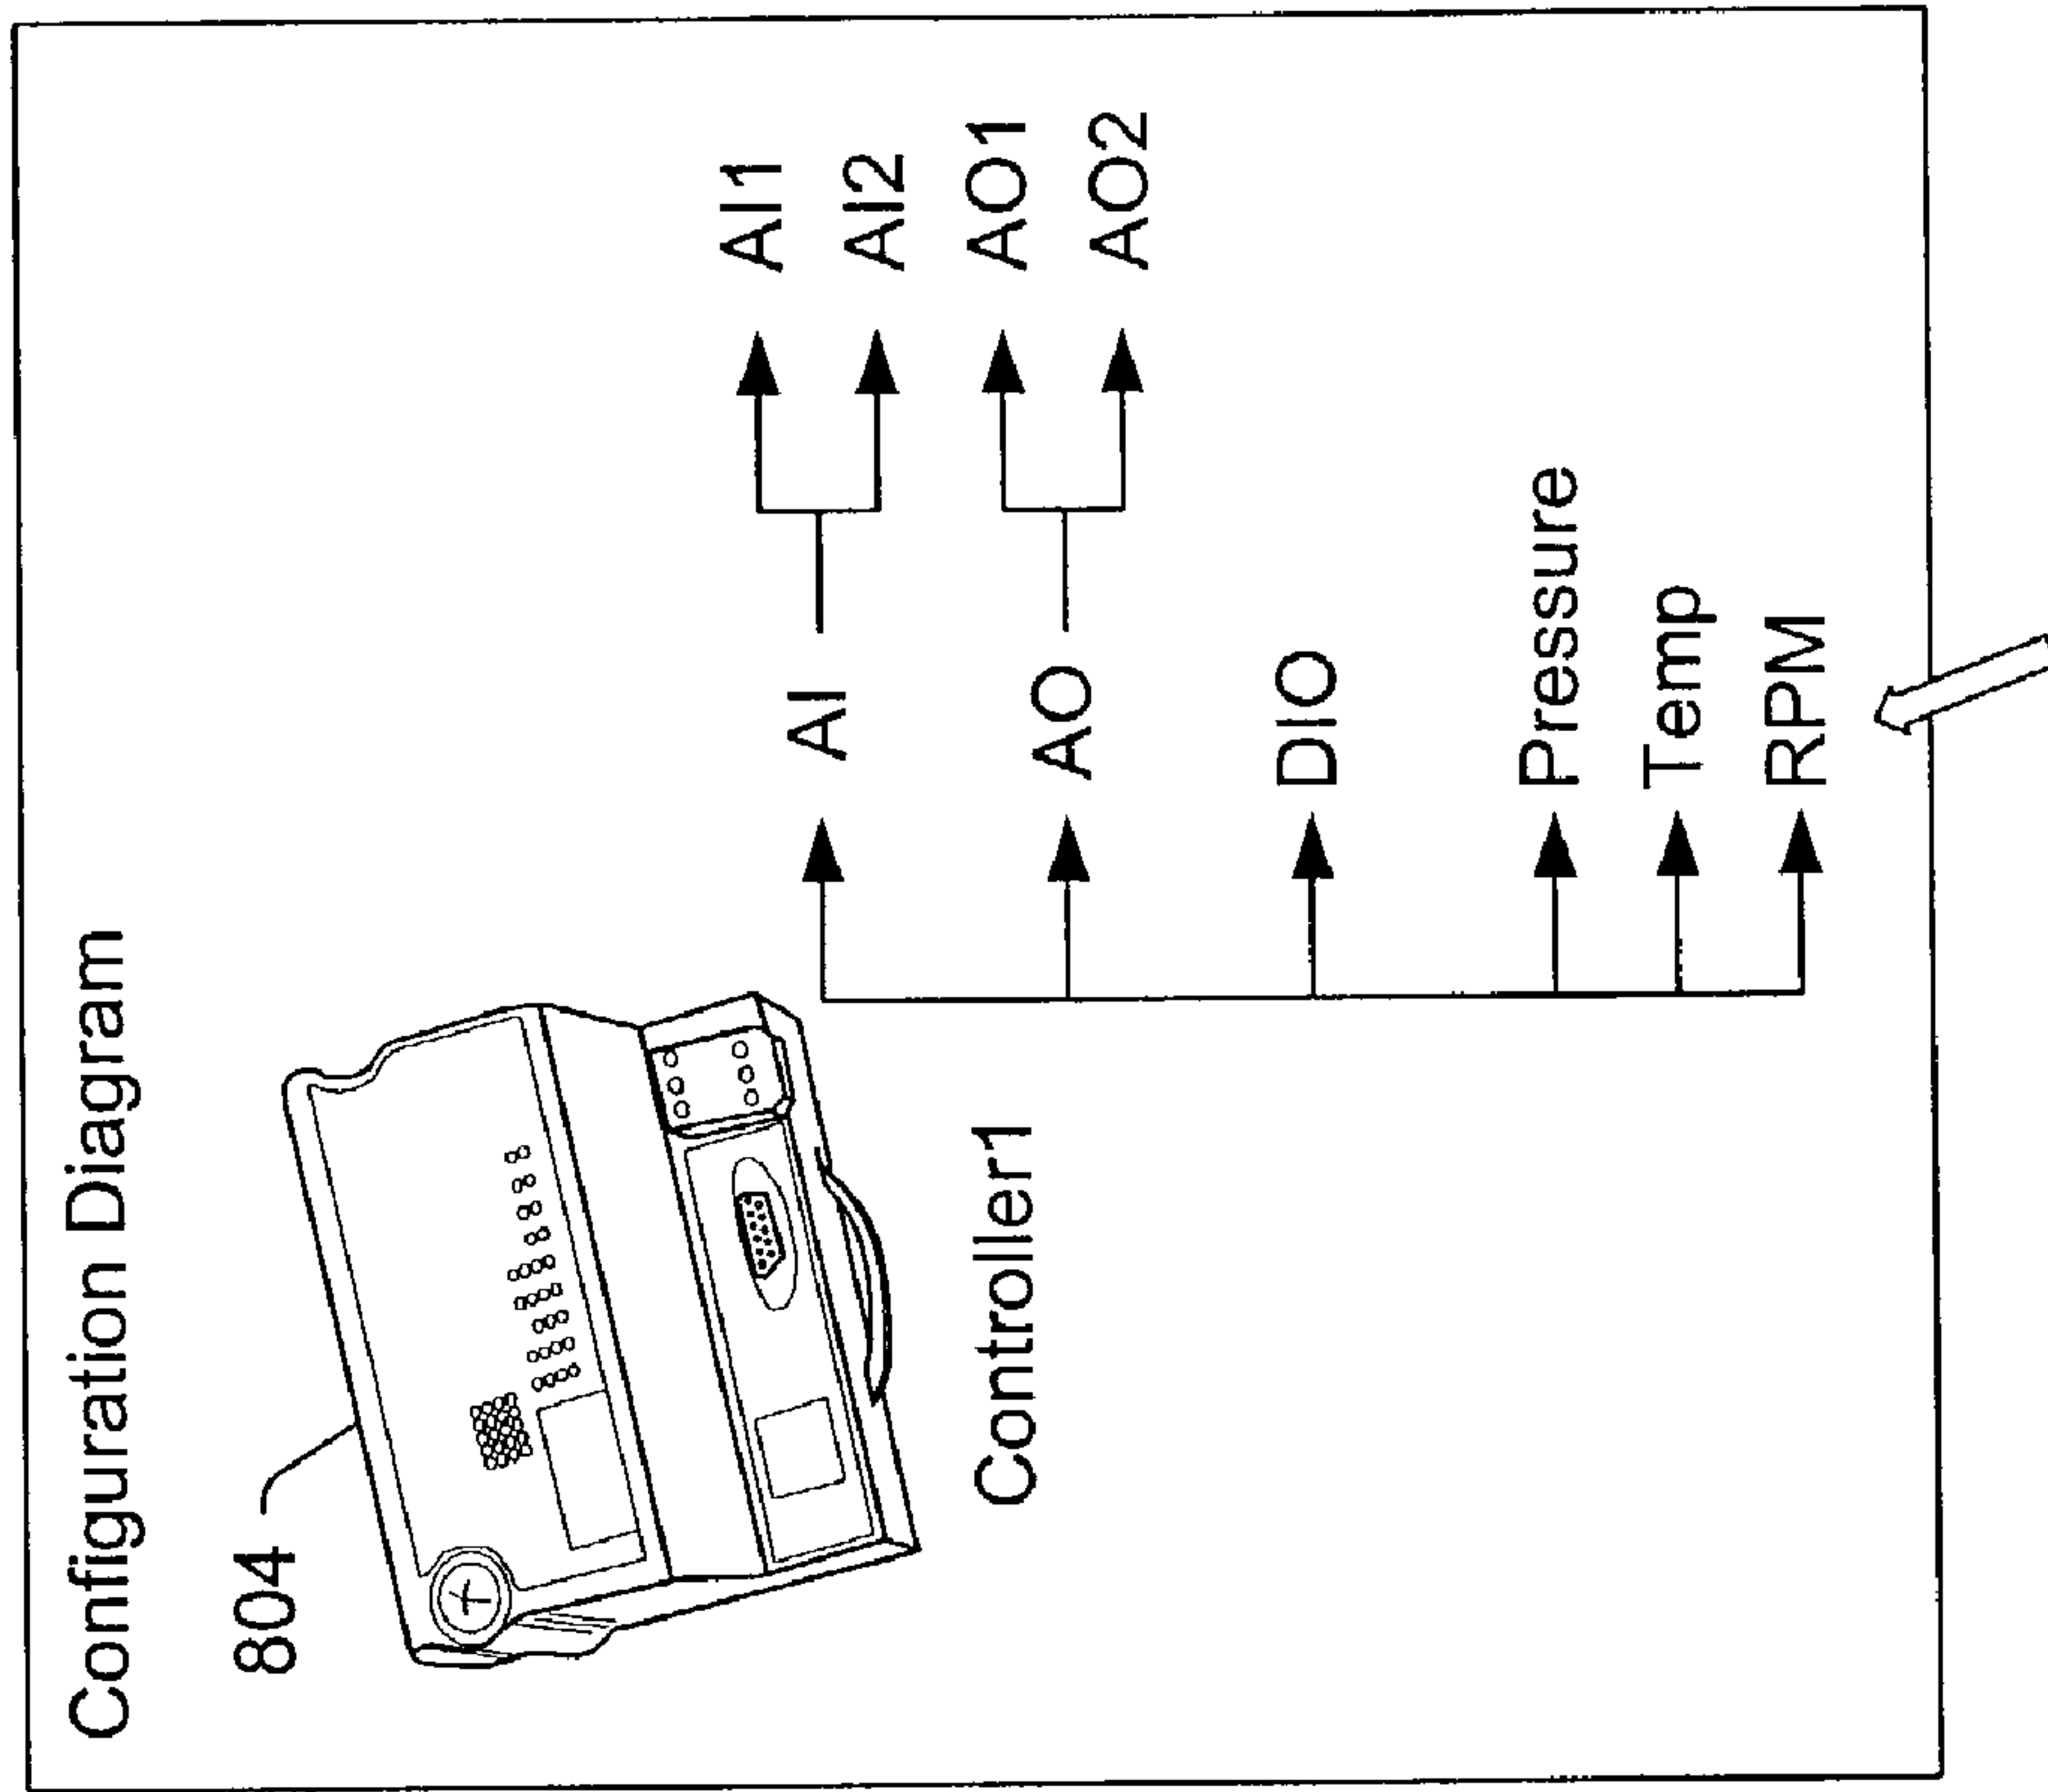 Configuration Diagram
804
Controller1
AI
AI1
AI2
AO
AO1
AO2
DIO
Pressure
Temp
RPM